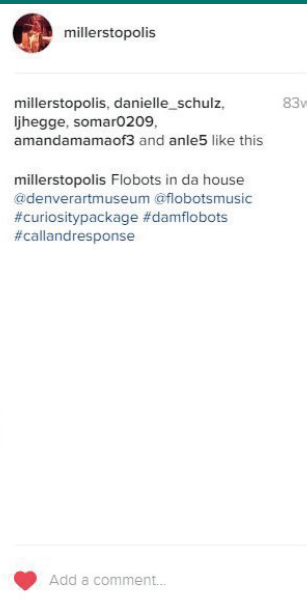 millerstopolis
millerstopolis, danielle_schulz, 83w
ljhegge, somar0209,
amandamamaof3 and anle5 like this
millerstopolis Flobots in da house
@denverartmuseum @flobotsmusic
#curiositypackage #damflobots
#callandresponse
Add a comment...